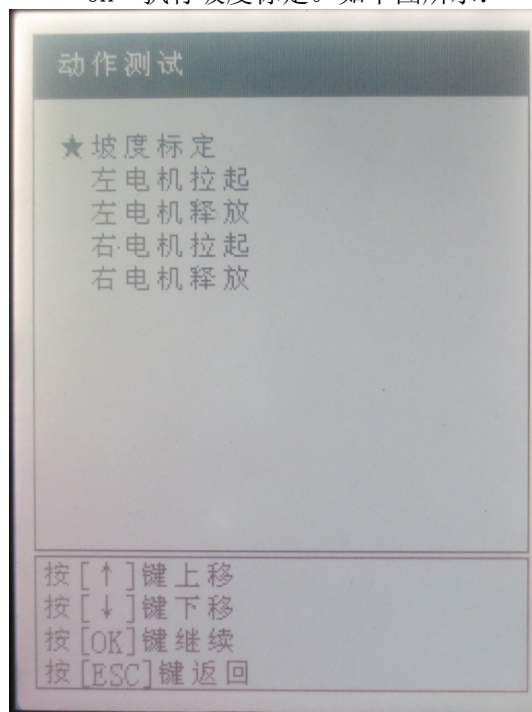 ok 执行坡度标定。如下图所示:
动作测试
★坡度标定
左电机拉起
左电机释放
右电机拉起
右电机释放
按[↑]键上移
按[↓]键下移
按[OK]键继续
按[ESC]键返回